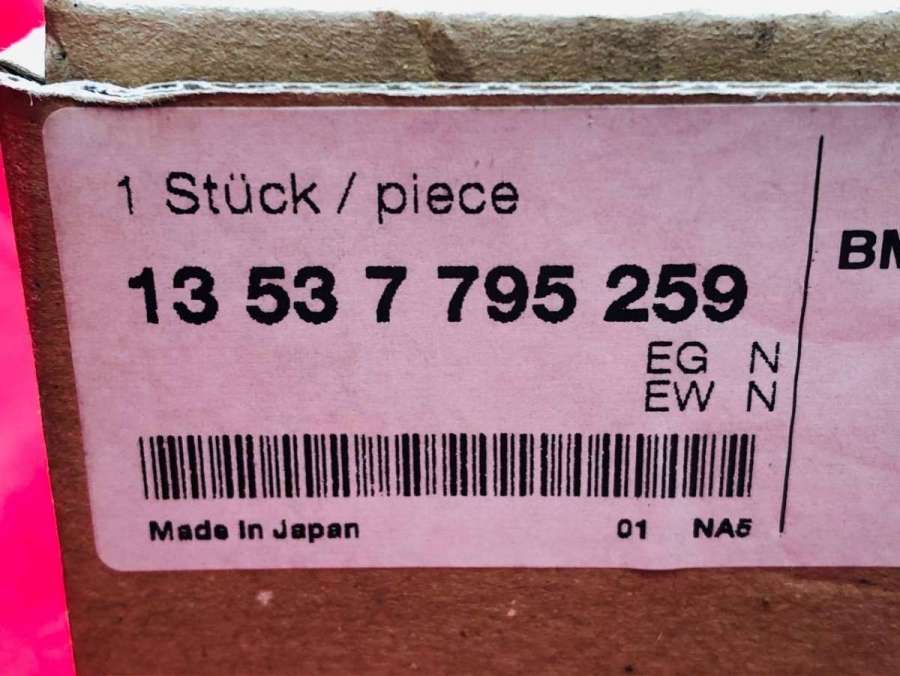 1 Stück / piece
13 53 7 795 259
EG N
EW N
Made In Japan 01 NA5
BM